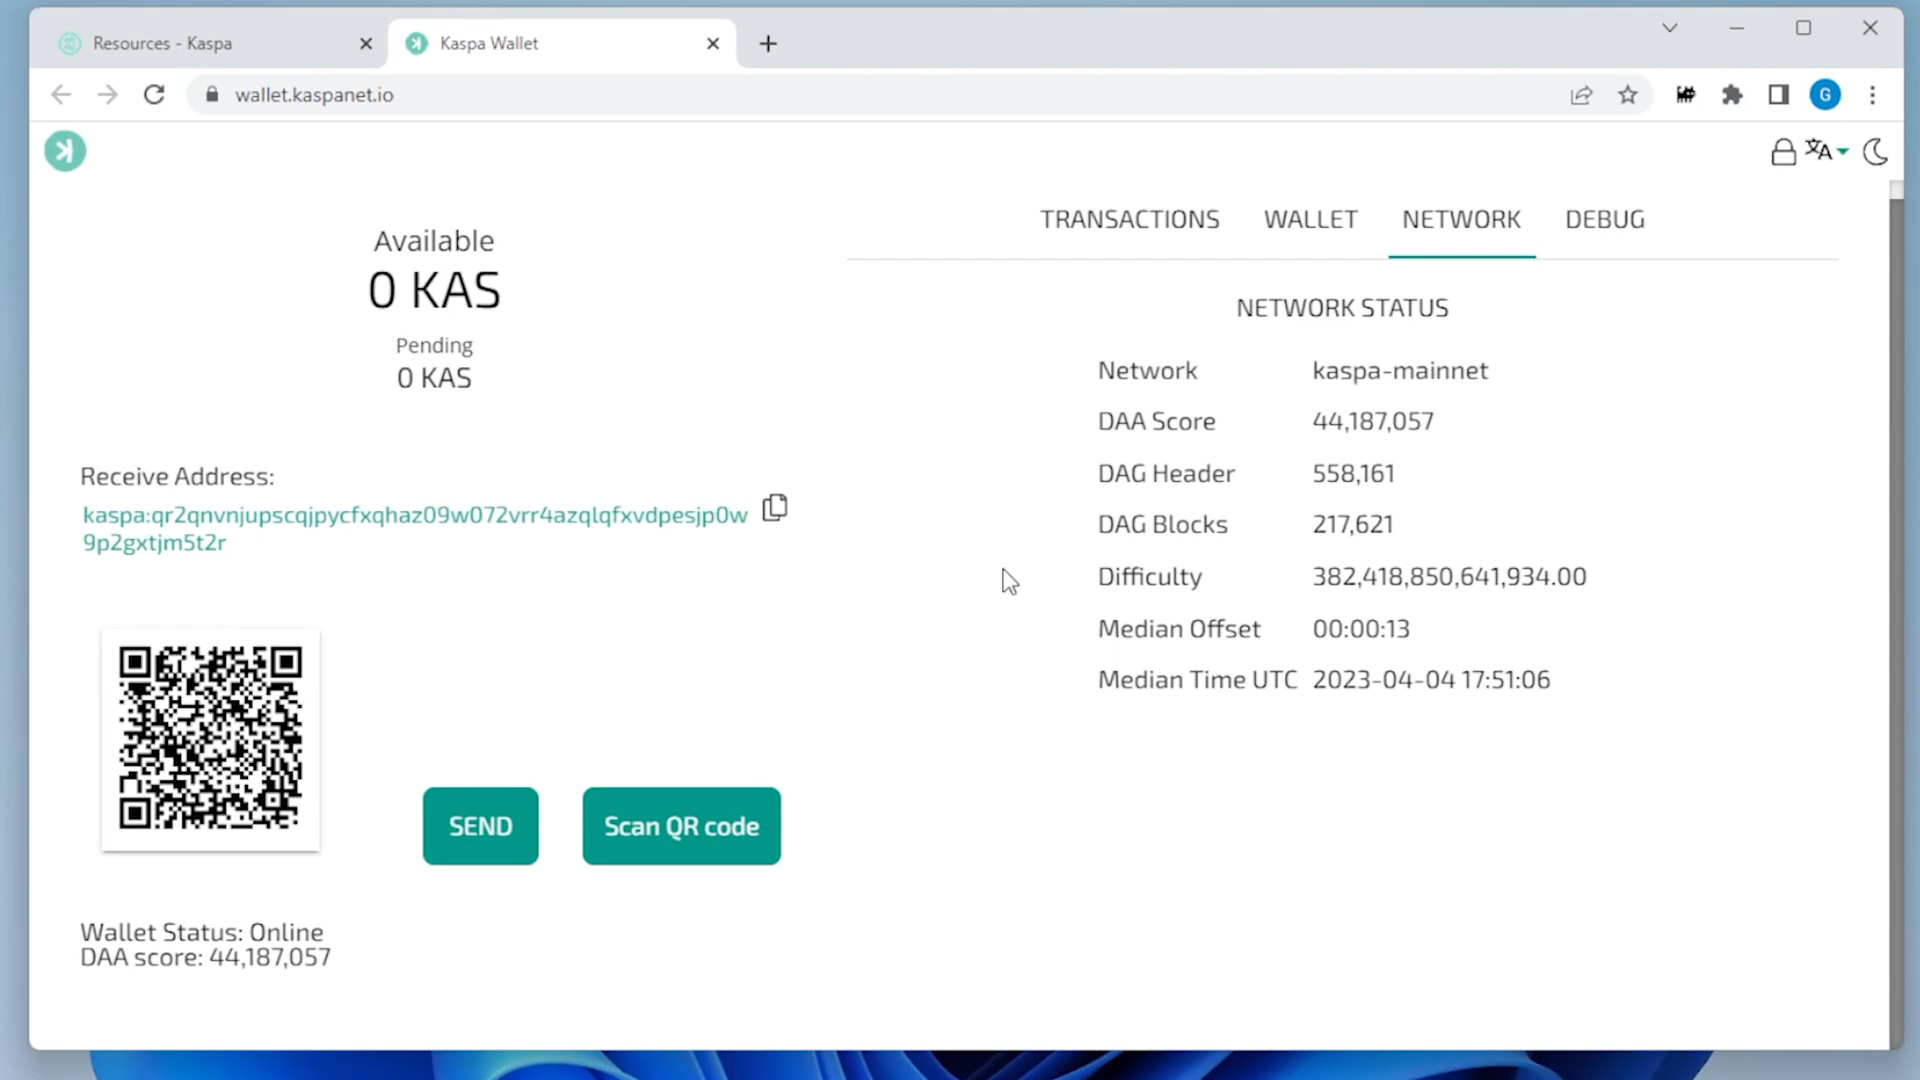 Resources - Kaspa
Kaspa Wallet
wallet.kaspanet.io
G
Available
0 KAS
Pending
0 KAS
Receive Address:
kaspa:qr2qnvnjupscqjpycfxqhaz09w072vrr4azqlqfxvdpesjp0w
9p2gxtjm5t2r
SEND
Scan QR code
Wallet Status: Online
DAA score: 44,187,057
TRANSACTIONS WALLET NETWORK DEBUG
NETWORK STATUS
Network kaspa-mainnet
DAA Score 44,187,057
DAG Header 558,161
DAG Blocks 217,621
Difficulty 382,418,850,641,934.00
Median Offset 00:00:13
Median Time UTC 2023-04-04 17:51:06